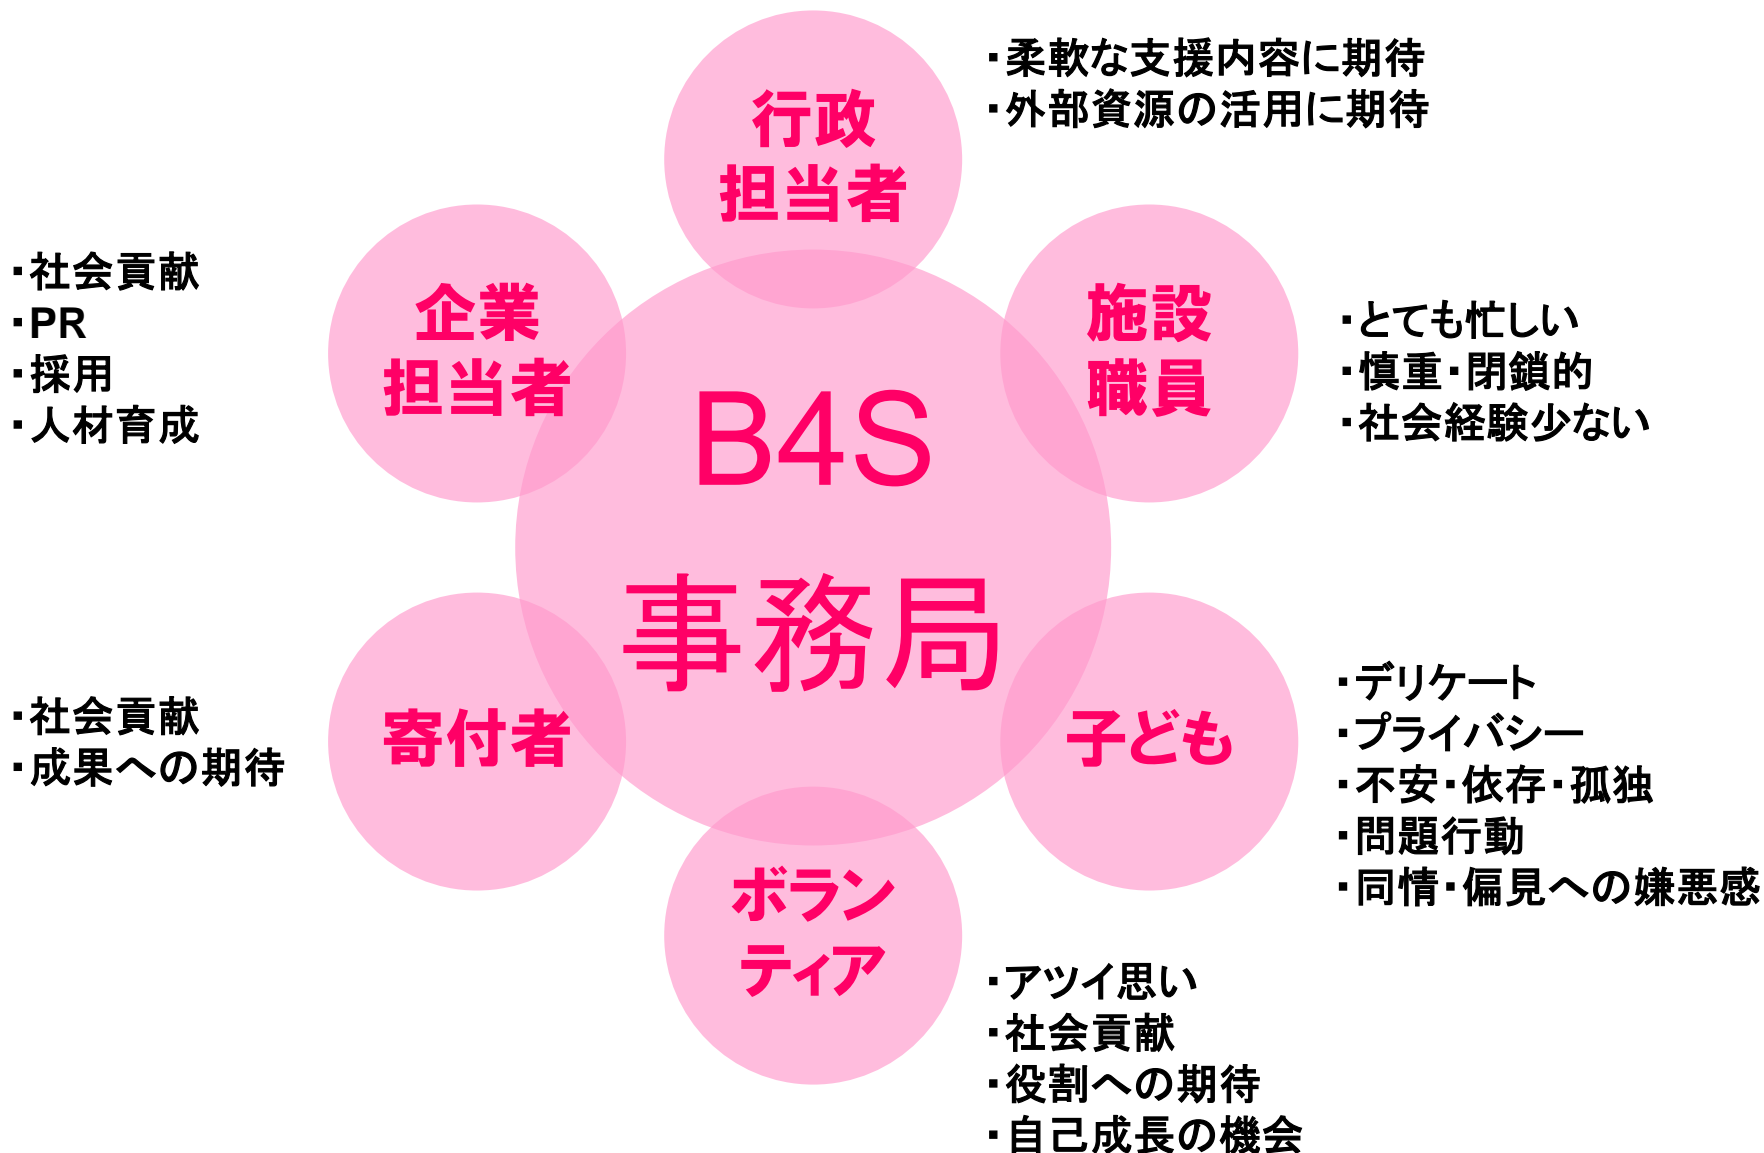 行政
担当者
・柔軟な支援内容に期待
・外部資源の活用に期待
企業
担当者
・社会貢献
・PR
・採用
・人材育成
施設
職員
・とても忙しい
・慎重・閉鎖的
・社会経験少ない
B4S
事務局
寄付者
・社会貢献
・成果への期待
子ども
・デリケート
・プライバシー
・不安・依存・孤独
・問題行動
・同情・偏見への嫌悪感
ボラン
ティア
・アツイ思い
・社会貢献
・役割への期待
・自己成長の機会